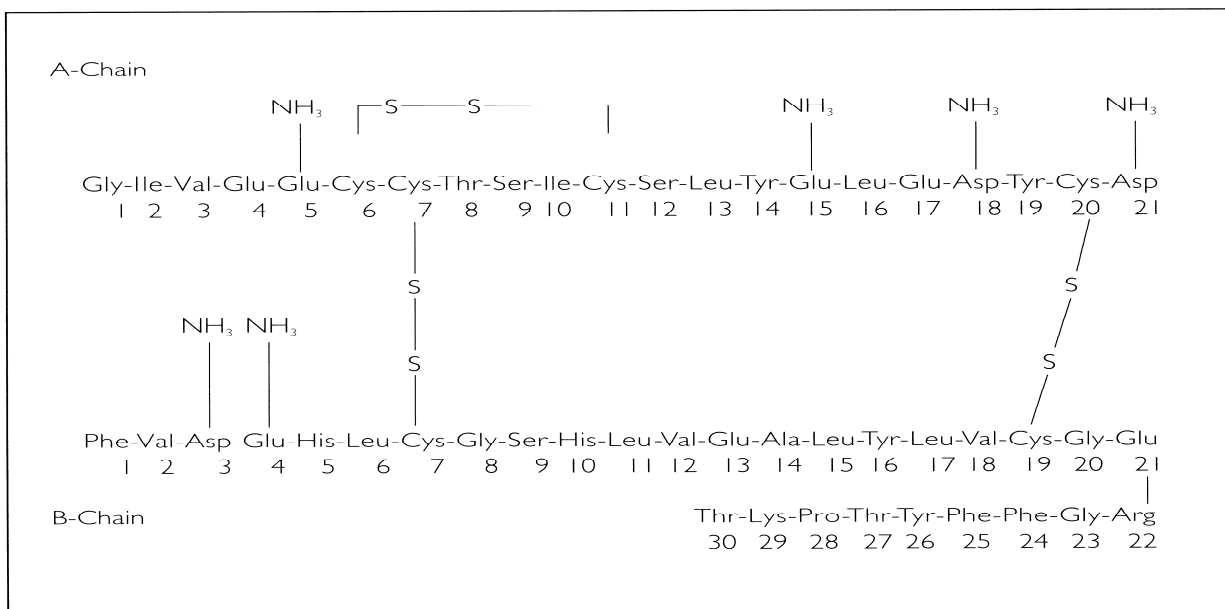 A-Chain
NH₃ S S NH₃ NH₃ NH₃
Gly-Ile-Val-Glu-Glu-Cys-Cys-Thr-Ser-Ile-Cys-Ser-Leu-Tyr-Glu-Leu-Glu-Asp-Tyr-Cys-Asp
1 2 3 4 5 6 7 8 9 10 11 12 13 14 15 16 17 18 19 20 21
S S
NH₃ NH₃
S S
Phe-Val-Asp Glu-His-Leu-Cys-Gly-Ser-His-Leu-Val-Glu-Ala-Leu-Tyr-Leu-Val-Cys-Gly-Glu
1 2 3 4 5 6 7 8 9 10 11 12 13 14 15 16 17 18 19 20 21
B-Chain Thr-Lys-Pro-Thr-Tyr-Phe-Phe-Gly-Arg
30 29 28 27 26 25 24 23 22